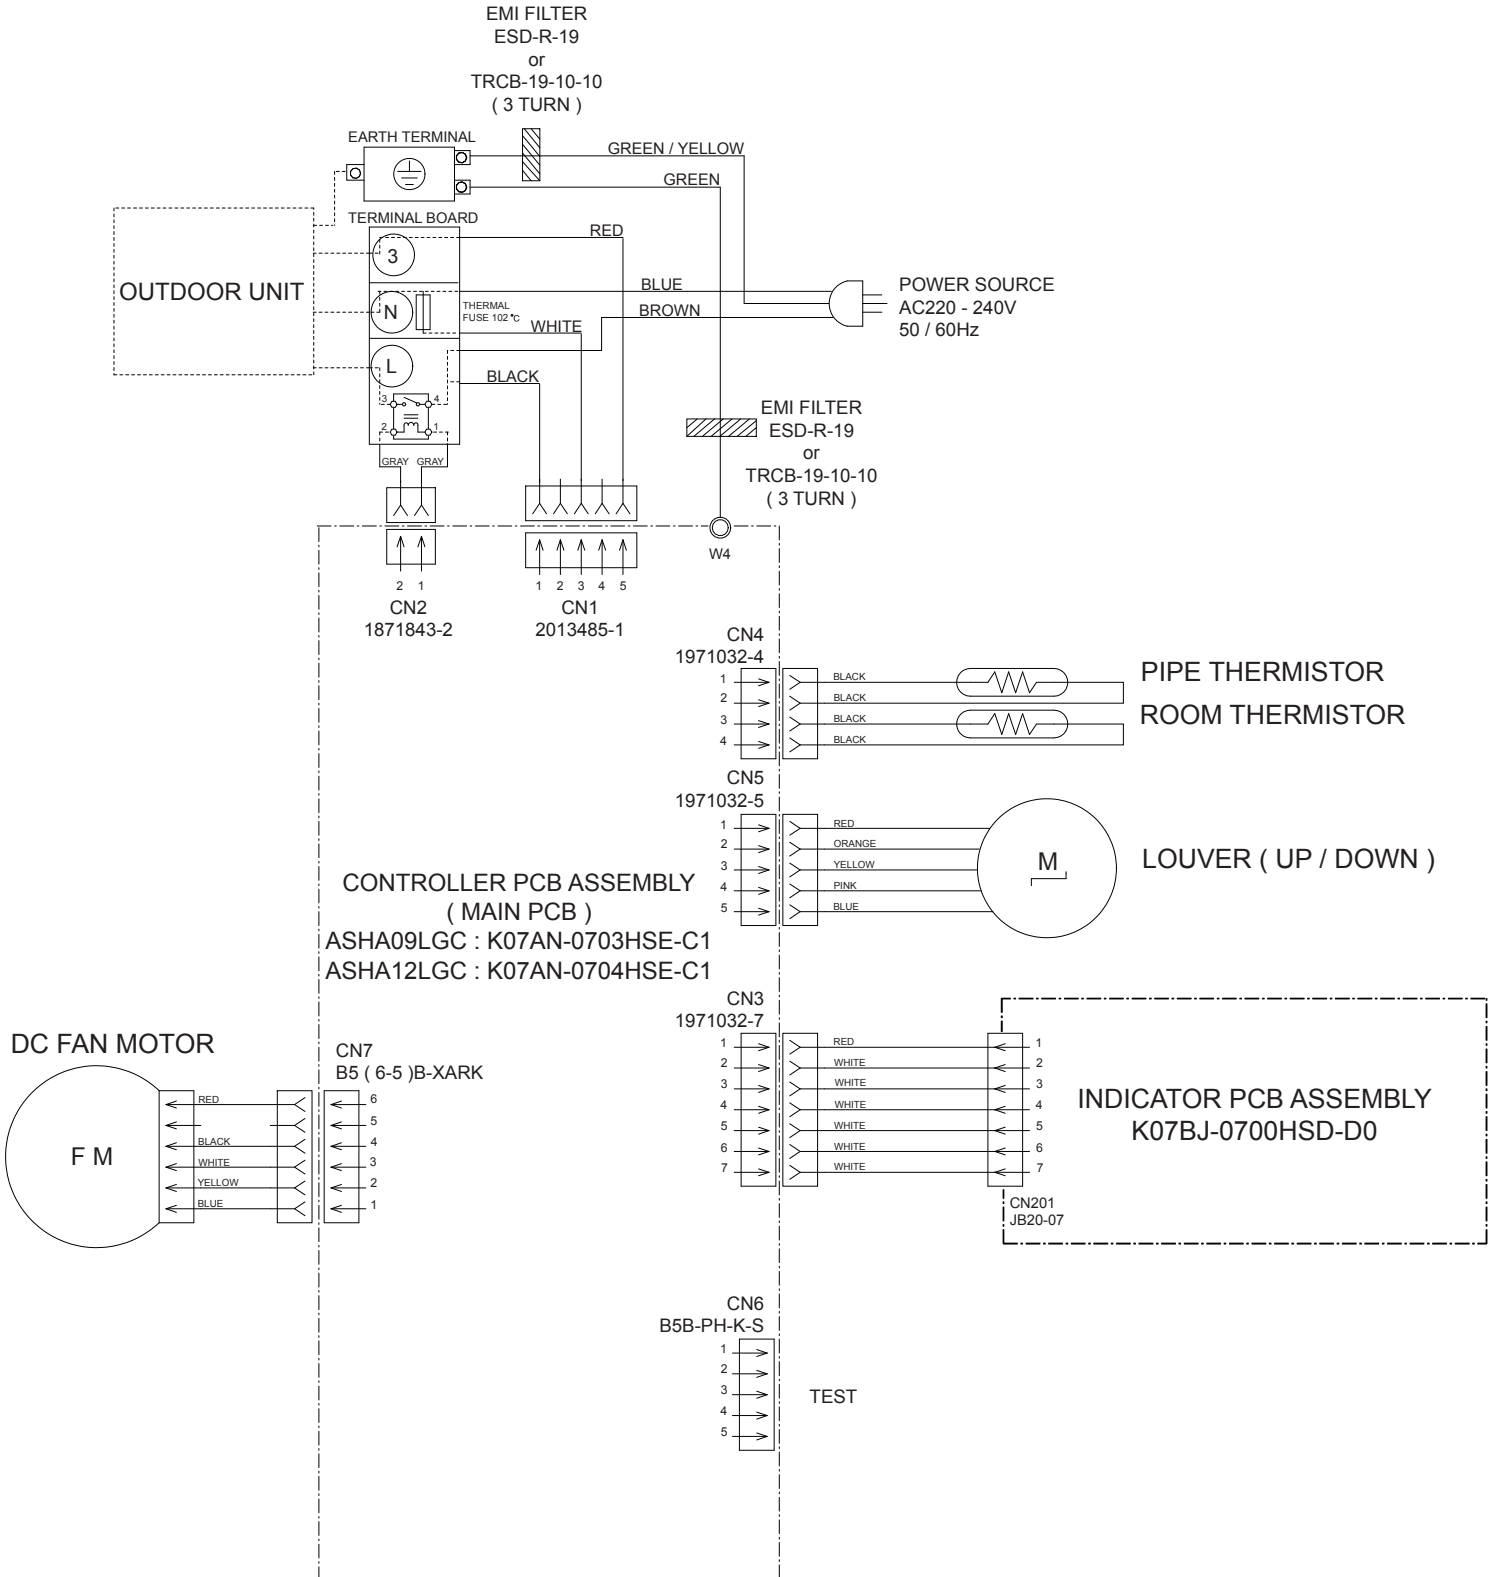 EMI FILTER
ESD-R-19
or
TRCB-19-10-10
( 3 TURN )
EARTH TERMINAL
GREEN / YELLOW
GREEN
TERMINAL BOARD
RED
3
OUTDOOR UNIT
BLUE
POWER SOURCE
AC220 - 240V
50 / 60Hz
N
THERMAL
FUSE 102 °C
BROWN
WHITE
L
BLACK
3 4
2 1
GRAY GRAY
EMI FILTER
ESD-R-19
or
TRCB-19-10-10
( 3 TURN )
W4
2 1
CN2
1871843-2
1 2 3 4 5
CN1
2013485-1
CN4
1971032-4
1 BLACK
2 BLACK
3 BLACK
4 BLACK
PIPE THERMISTOR
ROOM THERMISTOR
CN5
1971032-5
1 RED
2 ORANGE
3 YELLOW
4 PINK
5 BLUE
M
LOUVER ( UP / DOWN )
CONTROLLER PCB ASSEMBLY
( MAIN PCB )
ASHA09LGC : K07AN-0703HSE-C1
ASHA12LGC : K07AN-0704HSE-C1
CN3
1971032-7
1 RED 1
2 WHITE 2
3 WHITE 3
4 WHITE 4
5 WHITE 5
6 WHITE 6
7 WHITE 7
INDICATOR PCB ASSEMBLY
K07BJ-0700HSD-D0
CN201
JB20-07
DC FAN MOTOR
CN7
B5 ( 6-5 )B-XARK
F M
RED 6
5
BLACK 4
WHITE 3
YELLOW 2
BLUE 1
CN6
B5B-PH-K-S
1
2
3
4
5
TEST